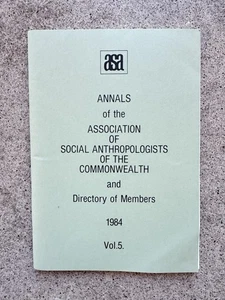 asa
ANNALS
of the
ASSOCIATION
OF
SOCIAL ANTHROPOLOGISTS
OF THE
COMMONWEALTH
and
Directory of Members
1984
Vol.5.